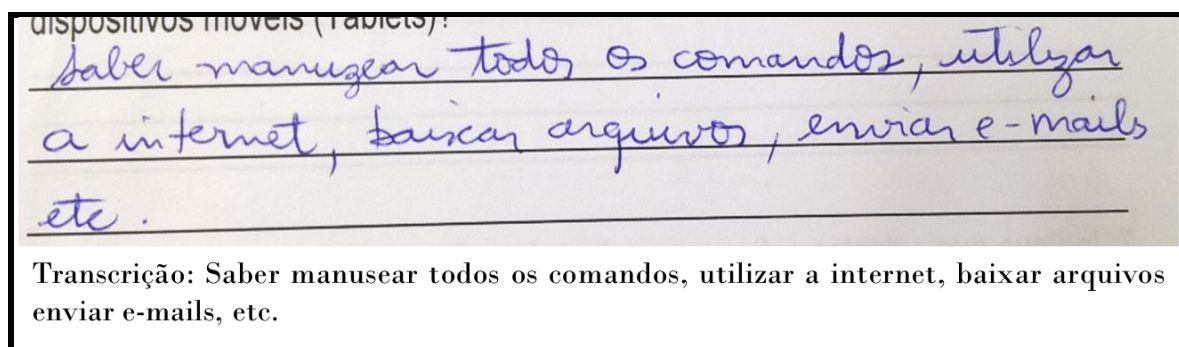 dispositivos móveis (Tablets)?
Saber manuzear todos os comandos, utilizar
a internet, baixar arquivos, enviar e-mails
etc.
Transcrição: Saber manusear todos os comandos, utilizar a internet, baixar arquivos
enviar e-mails, etc.